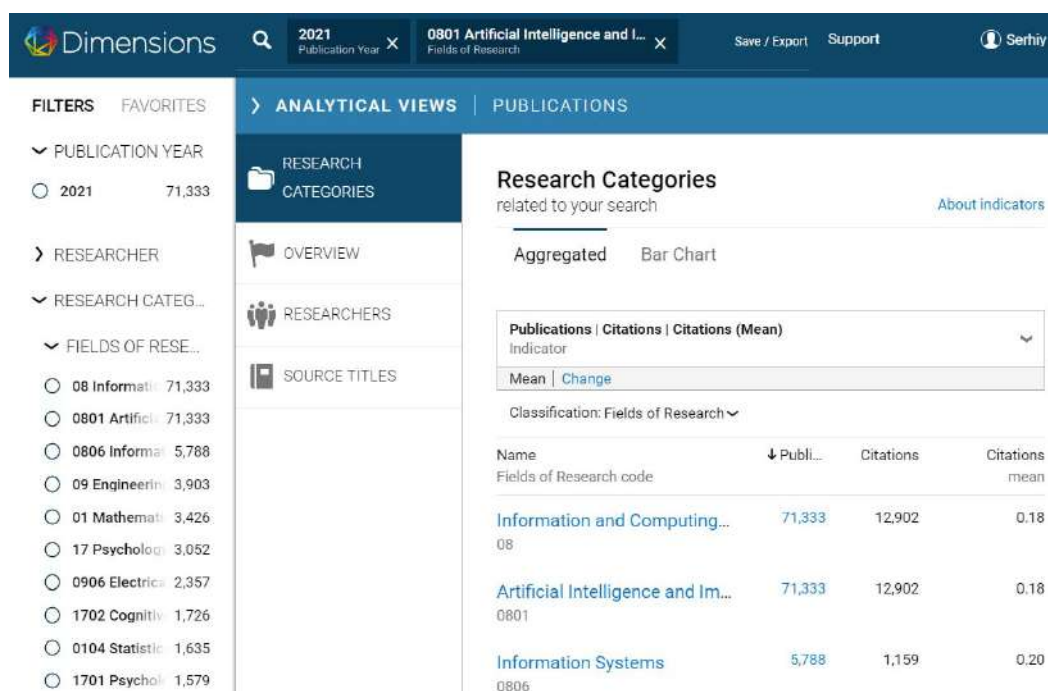 Dimensions
2021
Publication Year
0801 Artificial Intelligence and I...
Fields of Research
Save / Export
Support
Serhiy
FILTERS FAVORITES
PUBLICATION YEAR
2021 71,333
RESEARCHER
RESEARCH CATEG...
FIELDS OF RESE...
08 Informati 71,333
0801 Artifici 71,333
0806 Informa 5,788
09 Engineerin 3,903
01 Mathemati 3,426
17 Psycholog 3,052
0906 Electrica 2,357
1702 Cognitiv 1,726
0104 Statistic 1,635
1701 Psychol 1,579
ANALYTICAL VIEWS | PUBLICATIONS
RESEARCH
CATEGORIES
OVERVIEW
RESEARCHERS
SOURCE TITLES
Research Categories
related to your search
About indicators
Aggregated Bar Chart
Publications | Citations | Citations (Mean)
Indicator
Mean | Change
Classification: Fields of Research
Name Publi... Citations Citations
Fields of Research code mean
Information and Computing... 71,333 12,902 0.18
08
Artificial Intelligence and Im... 71,333 12,902 0.18
0801
Information Systems 5,788 1,159 0.20
0806